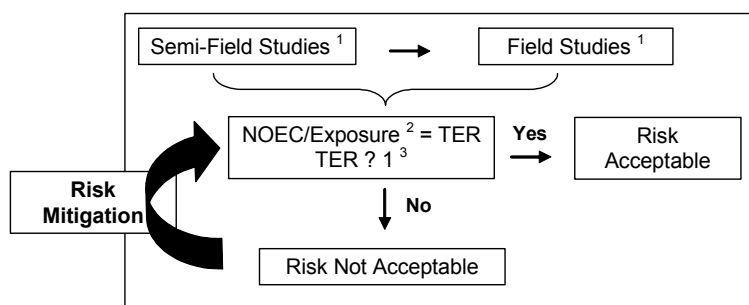 Semi-Field Studies 1
Field Studies 1
NOEC/Exposure 2 = TER
TER ? 1 3
Yes
Risk
Acceptable
Risk
Mitigation
No
Risk Not Acceptable